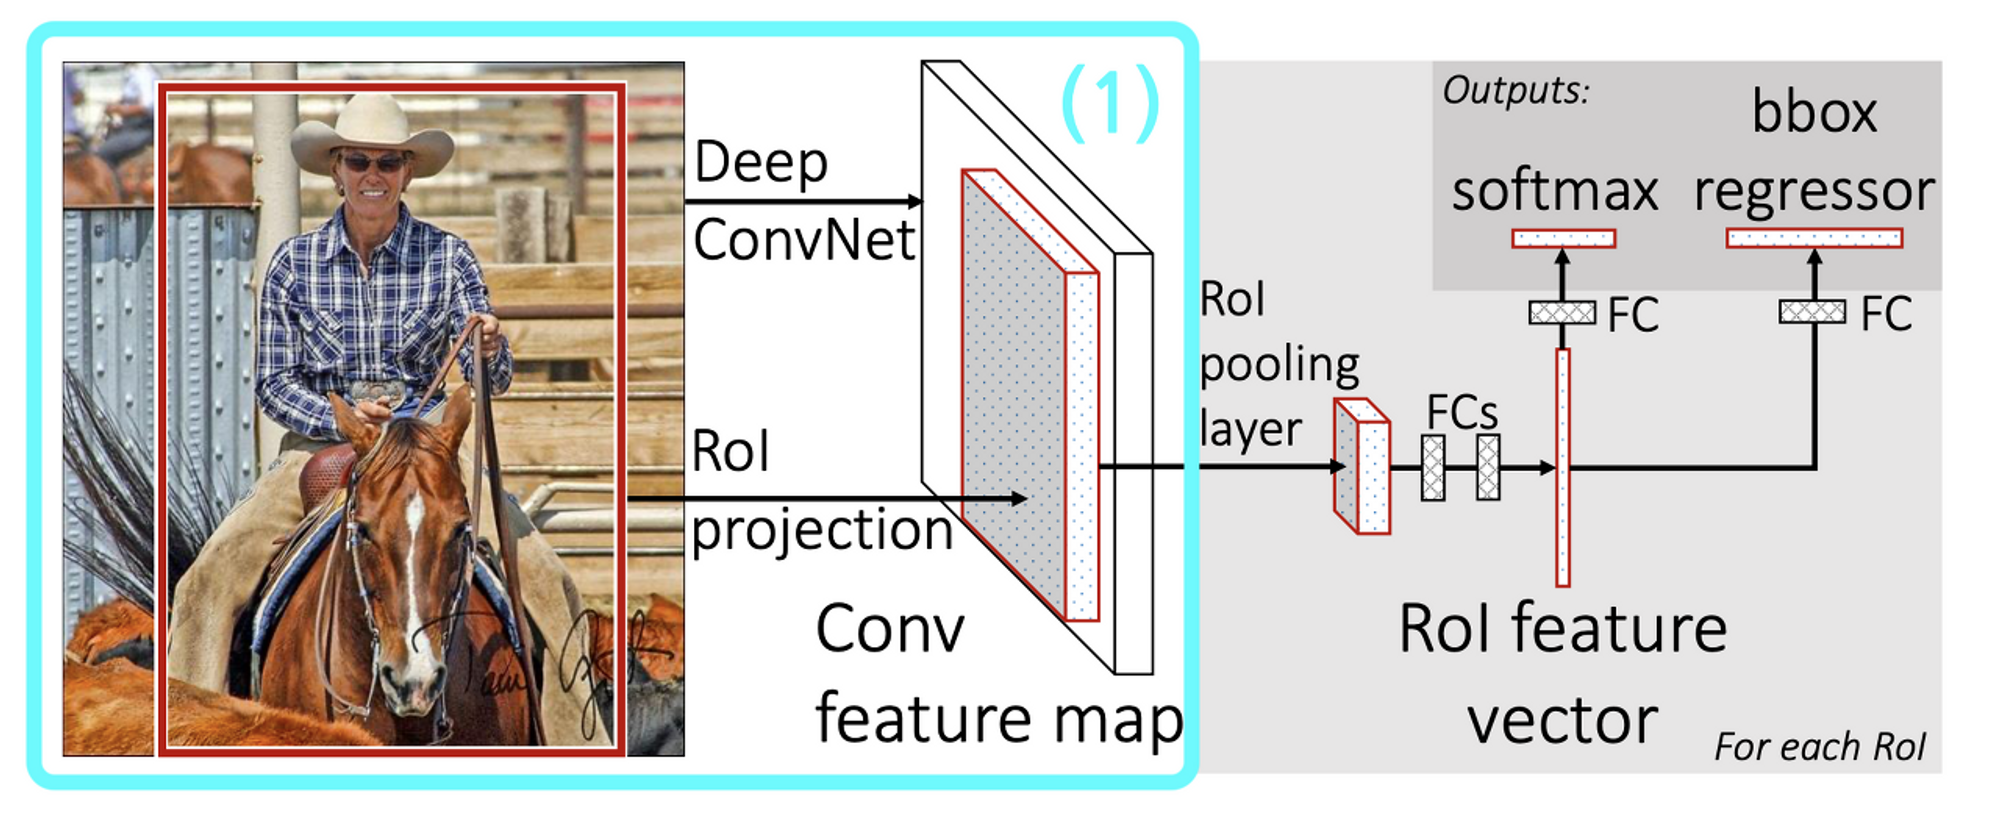 (1)
Deep
ConvNet
RoI
projection
Conv
feature map
RoI
pooling
layer
FCs
Outputs:
softmax
bbox
regressor
FC
FC
RoI feature
vector
For each RoI